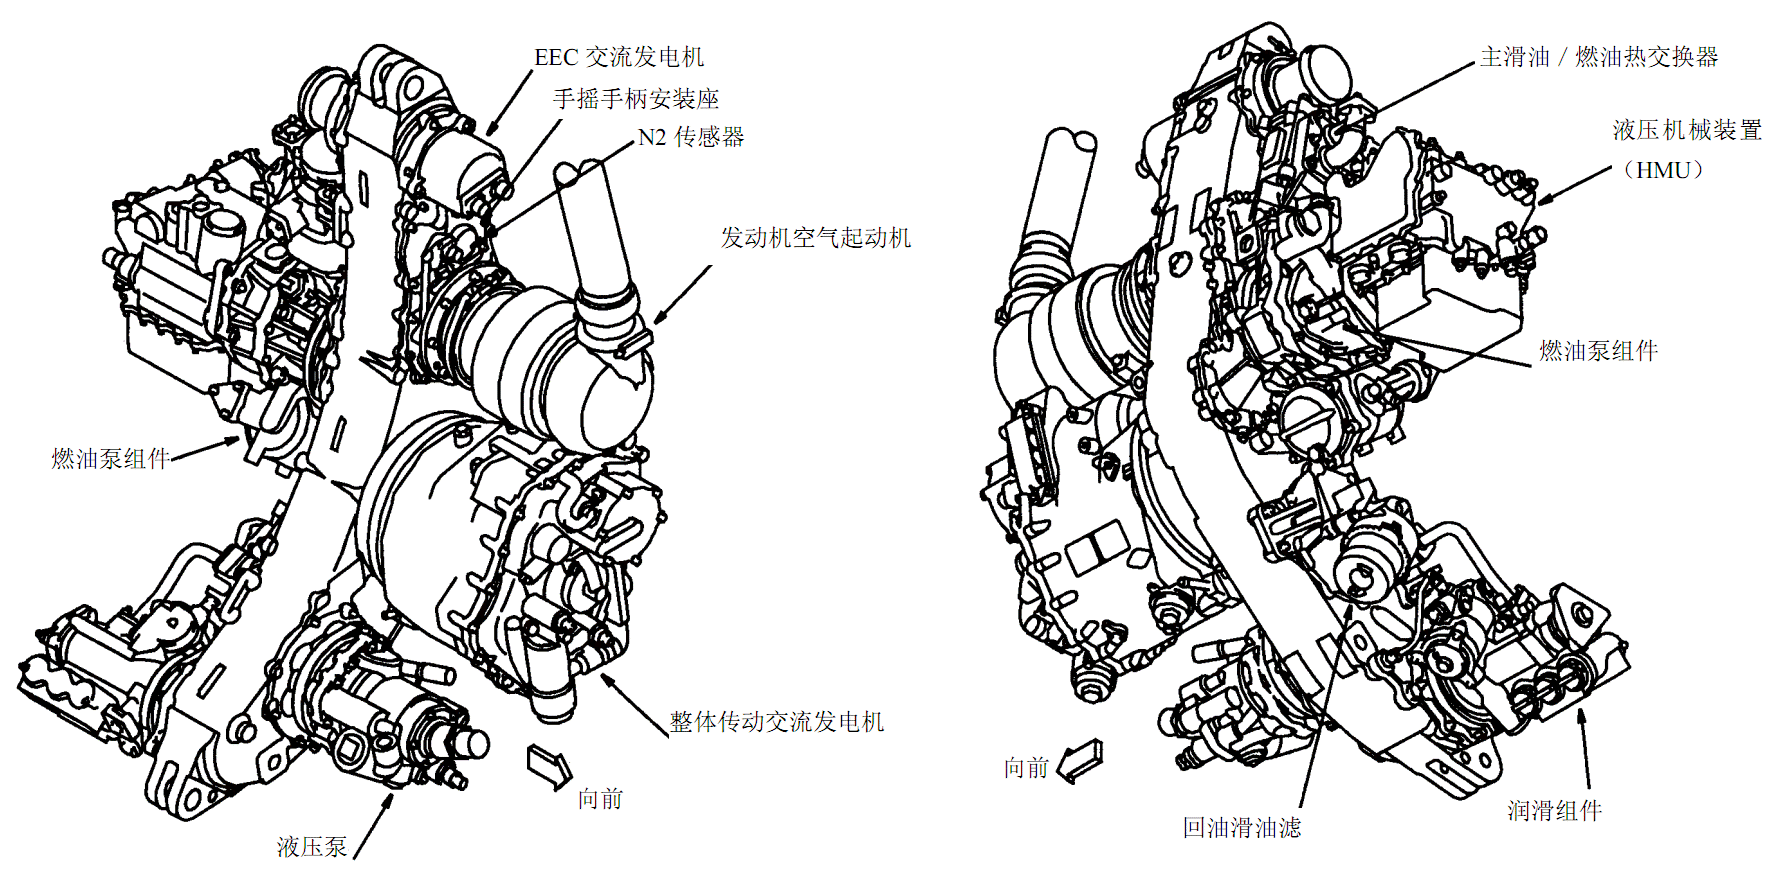 EEC 交流发电机
手摇手柄安装座
N2 传感器
发动机空气起动机
燃油泵组件
整体传动交流发电机
向前
液压泵
主滑油／燃油热交换器
液压机械装置
（HMU）
燃油泵组件
向前
回油滑油滤
润滑组件